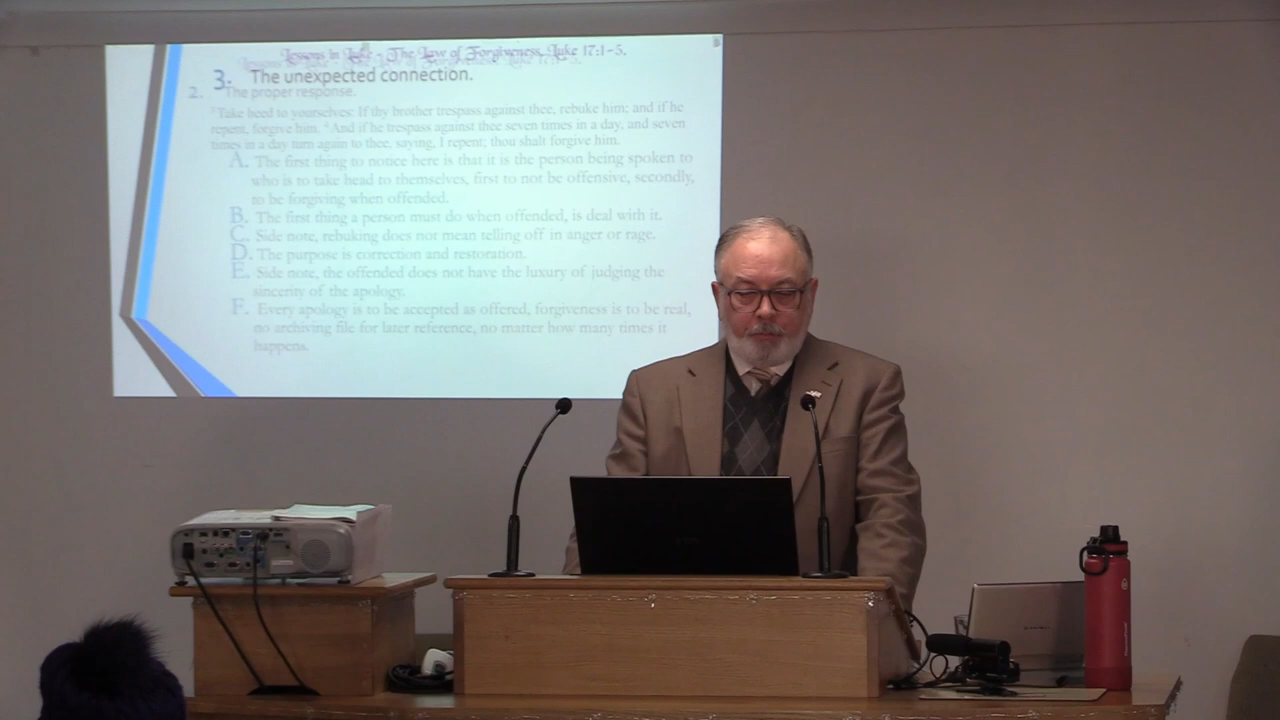 Lessons in Luke - The Law of Forgiveness, Luke 17:1-5.
3. The unexpected connection.
2. The proper response.
3 Take heed to yourselves: If thy brother trespass against thee, rebuke him; and if he
repent, forgive him. 4 And if he trespass against thee seven times in a day, and seven
times in a day turn again to thee, saying, I repent; thou shalt forgive him.
A. The first thing to notice here is that it is the person being spoken to
who is to take head to themselves, first to not be offensive, secondly,
to be forgiving when offended.
B. The first thing a person must do when offended, is deal with it.
C. Side note, rebuking does not mean telling off in anger or rage.
D. The purpose is correction and restoration.
E. Side note, the offended does not have the luxury of judging the
sincerity of the apology.
F. Every apology is to be accepted as offered, forgiveness is to be real,
no archiving file for later reference, no matter how many times it
happens.